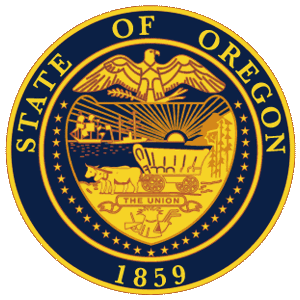 STATE OF OREGON
THE UNION
1859